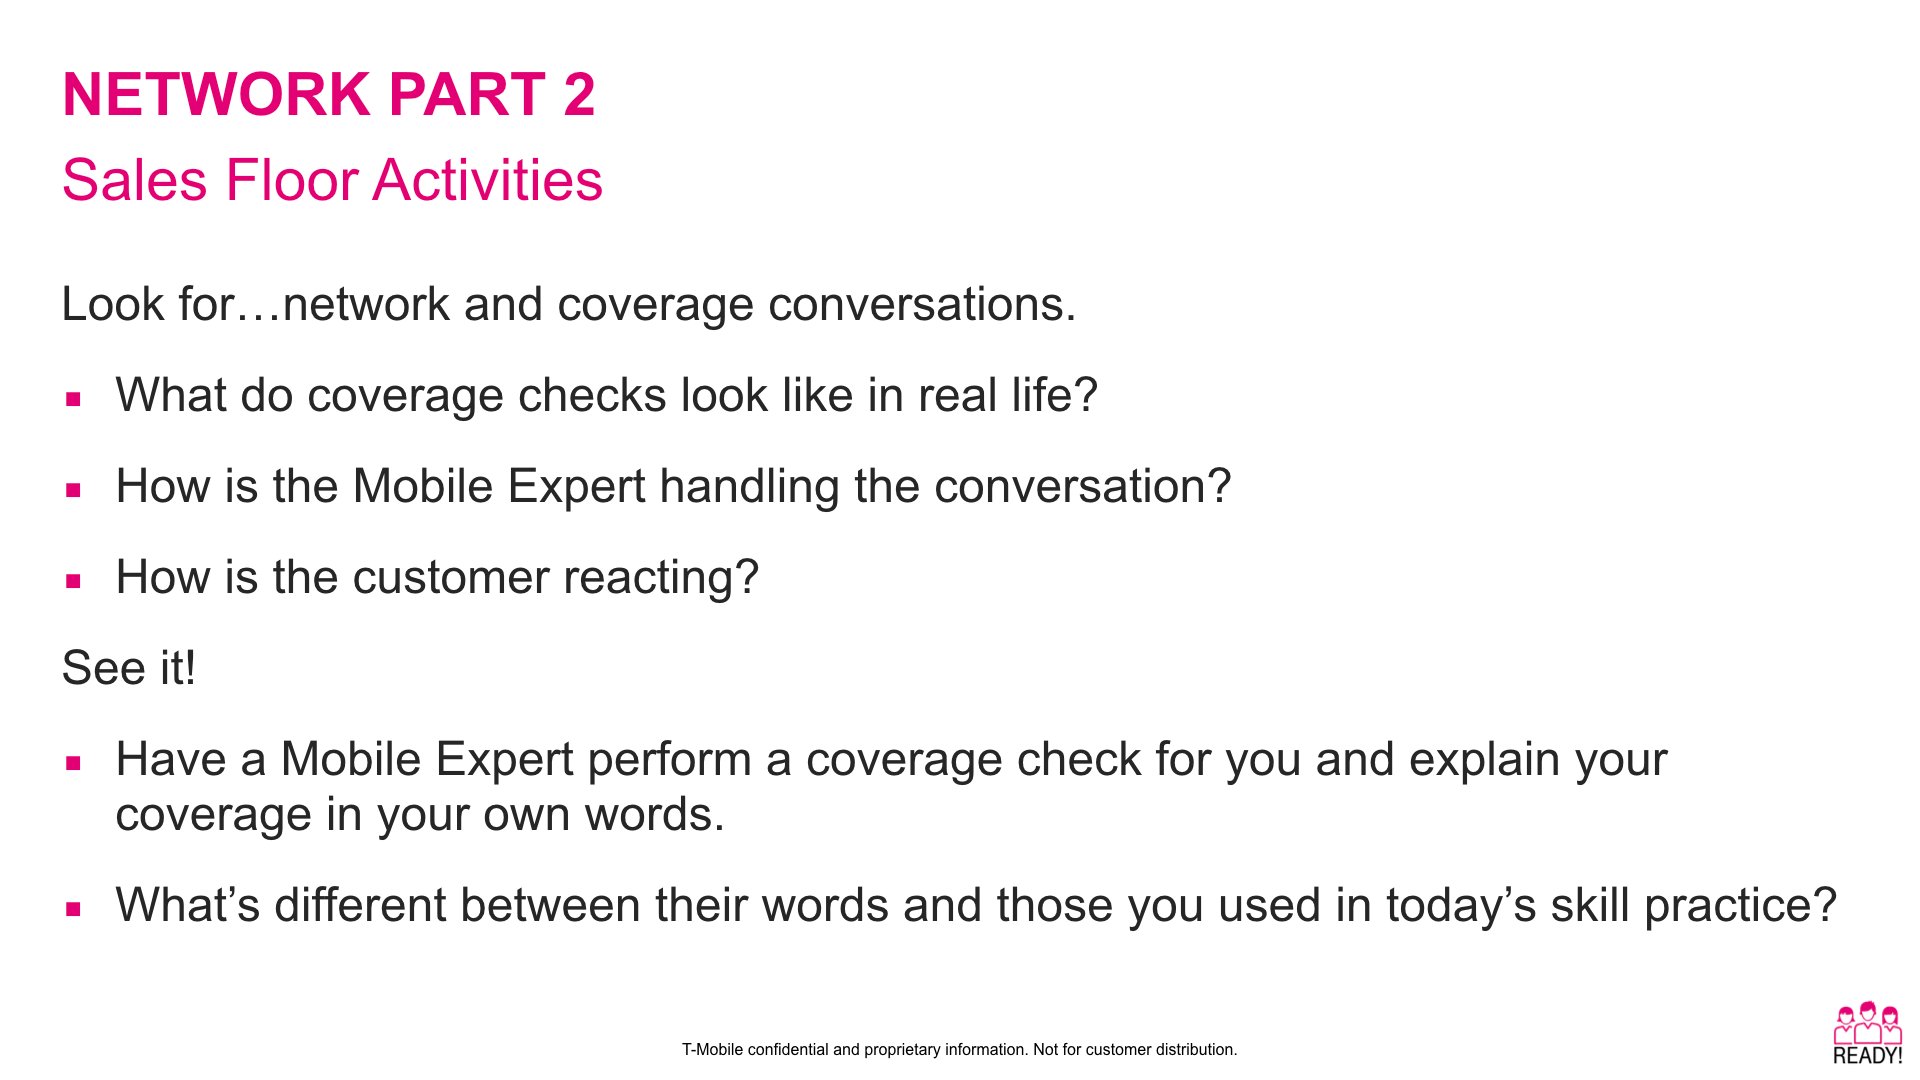 NETWORK PART 2
Sales Floor Activities
Look for…network and coverage conversations.
▪ What do coverage checks look like in real life?
▪ How is the Mobile Expert handling the conversation?
▪ How is the customer reacting?
See it!
▪ Have a Mobile Expert perform a coverage check for you and explain your
coverage in your own words.
▪ What’s different between their words and those you used in today’s skill practice?
T-Mobile confidential and proprietary information. Not for customer distribution.
READY!